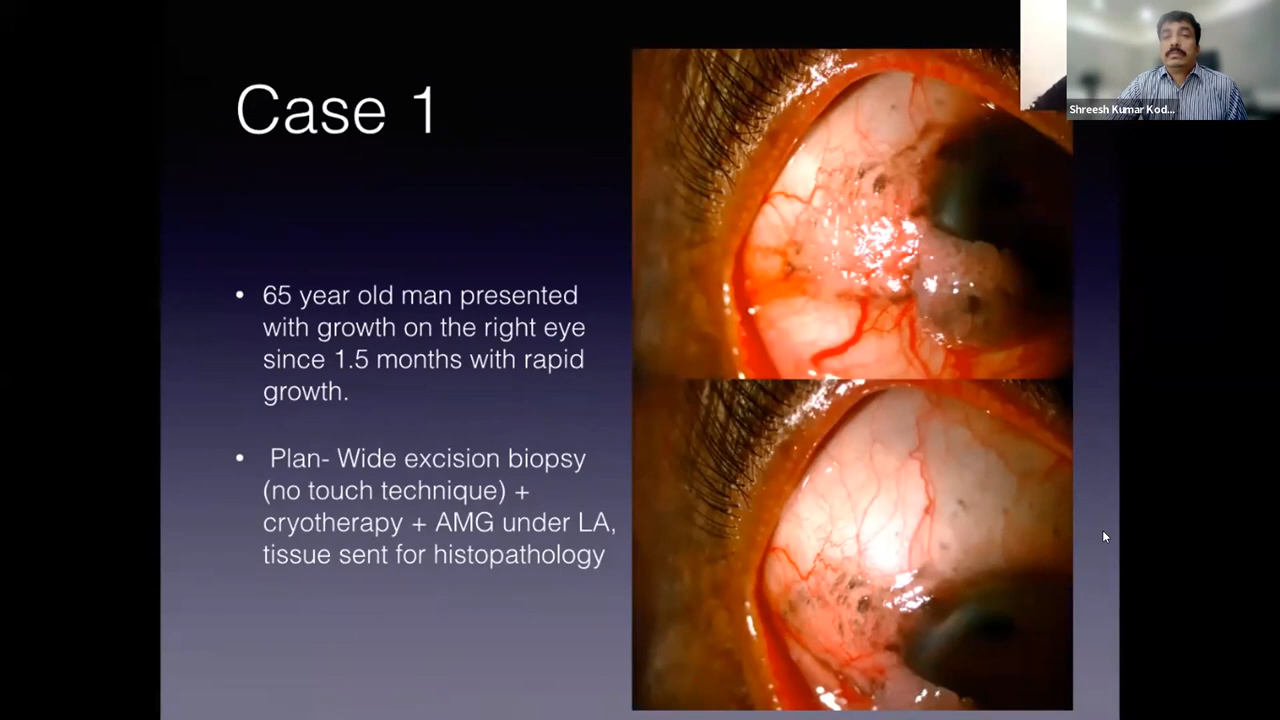 Case 1
• 65 year old man presented
with growth on the right eye
since 1.5 months with rapid
growth.
• Plan- Wide excision biopsy
(no touch technique) +
cryotherapy + AMG under LA,
tissue sent for histopathology
Shreesh Kumar Kod...